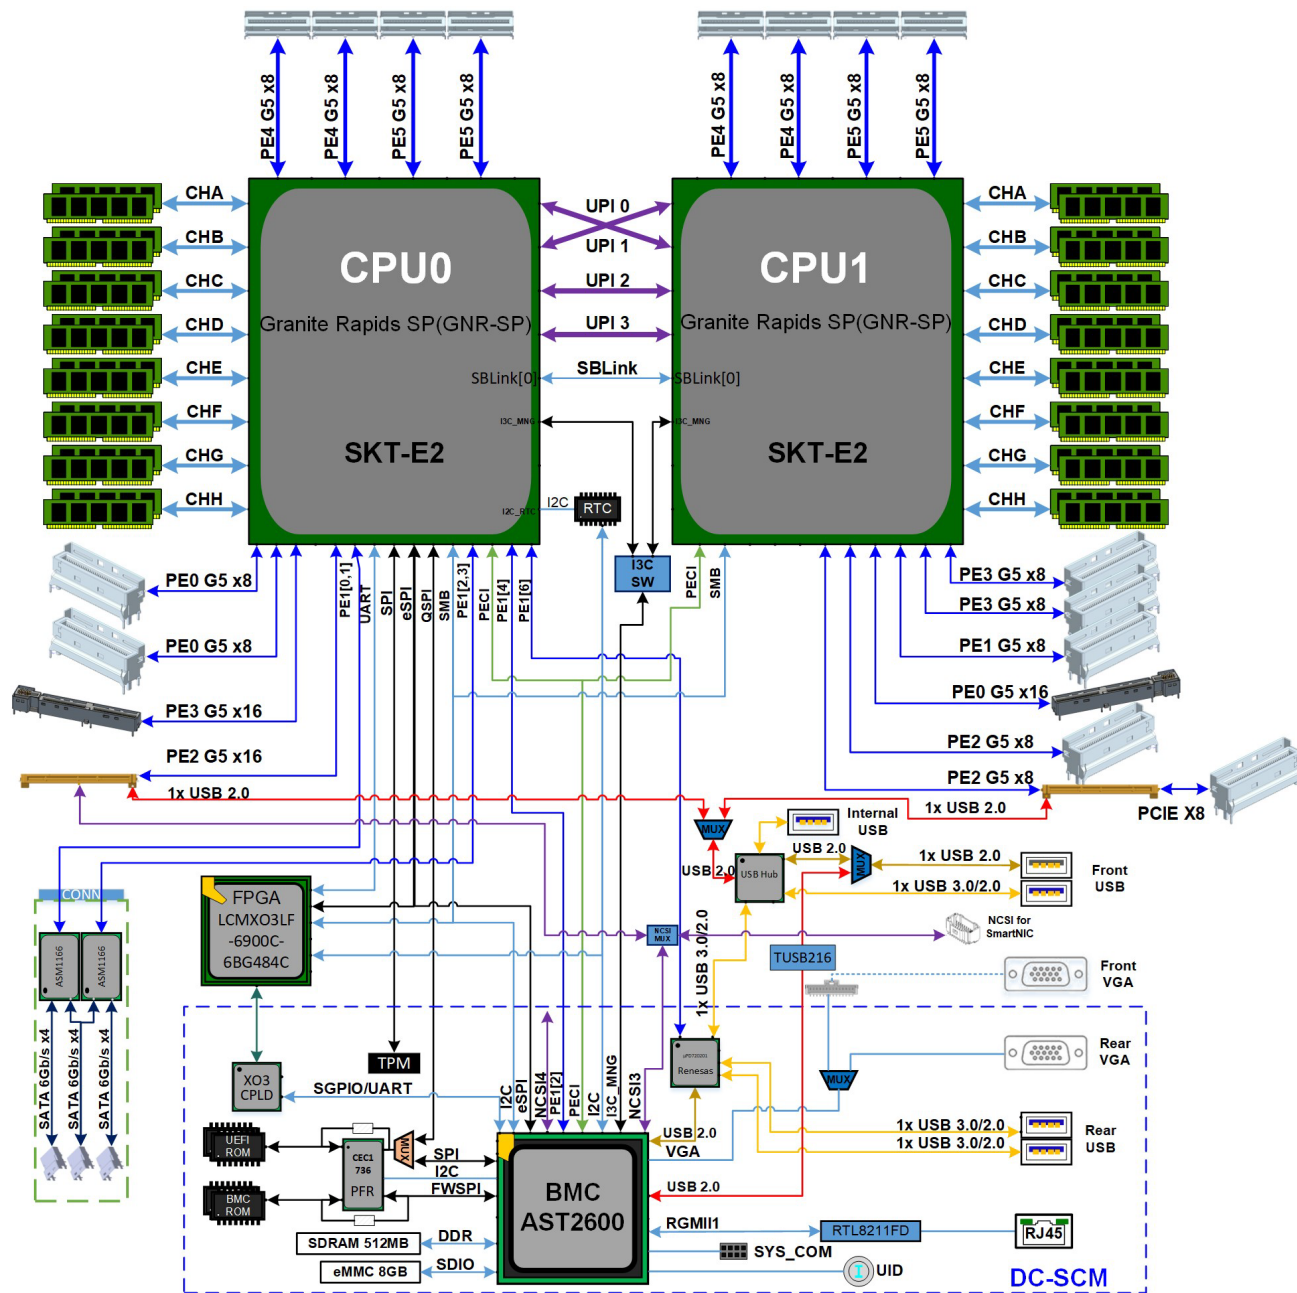 PE4 G5 x8
PE4 G5 x8
PE5 G5 x8
PE5 G5 x8
PE4 G5 x8
PE4 G5 x8
PE5 G5 x8
PE5 G5 x8
CHA
CHB
CHC
CHD
CHE
CHF
CHG
CHH
CPU0
Granite Rapids SP(GNR-SP)
SBLink[0]
I3C_MNG
SKT-E2
I2C_RTC
UPI 0
UPI 1
UPI 2
UPI 3
SBLink
I2C
RTC
I3C
SW
CPU1
Granite Rapids SP(GNR-SP)
SBLink[0]
I3C_MNG
SKT-E2
CHA
CHB
CHC
CHD
CHE
CHF
CHG
CHH
PE0 G5 x8
PE0 G5 x8
PE3 G5 x16
PE2 G5 x16
1x USB 2.0
PE1[0,1]
UART
SPI
eSPI
QSPI
SMB
PE1[2,3]
PECI
PE1[4]
PE1[6]
PECI
SMB
PE3 G5 x8
PE3 G5 x8
PE1 G5 x8
PE0 G5 x16
PE2 G5 x8
PE2 G5 x8
1x USB 2.0
PCIE X8
MUX
Internal
USB
USB 2.0
USB Hub
USB 2.0
MUX
1x USB 2.0
1x USB 3.0/2.0
Front
USB
CONN
ASM1166
ASM1166
SATA 6Gb/s x4
SATA 6Gb/s x4
SATA 6Gb/s x4
FPGA
LCMXO3LF
-6900C-
6BG484C
NCSI
MUX
NCSI for
SmartNIC
1x USB 3.0/2.0
TUSB216
Front
VGA
Rear
VGA
MUX
TPM
XO3
CPLD
SGPIO/UART
I2C
eSPI
NCSI4
PE1[2]
PECI
I2C
I3C_MNG
NCSI3
uPD720201
Renesas
USB 2.0
VGA
1x USB 3.0/2.0
1x USB 3.0/2.0
Rear
USB
UEFI
ROM
BMC
ROM
CEC1
736
PFR
MUX
SPI
I2C
FWSPI
BMC
AST2600
USB 2.0
RGMII1
RTL8211FD
RJ45
SDRAM 512MB
DDR
eMMC 8GB
SDIO
SYS_COM
UID
DC-SCM